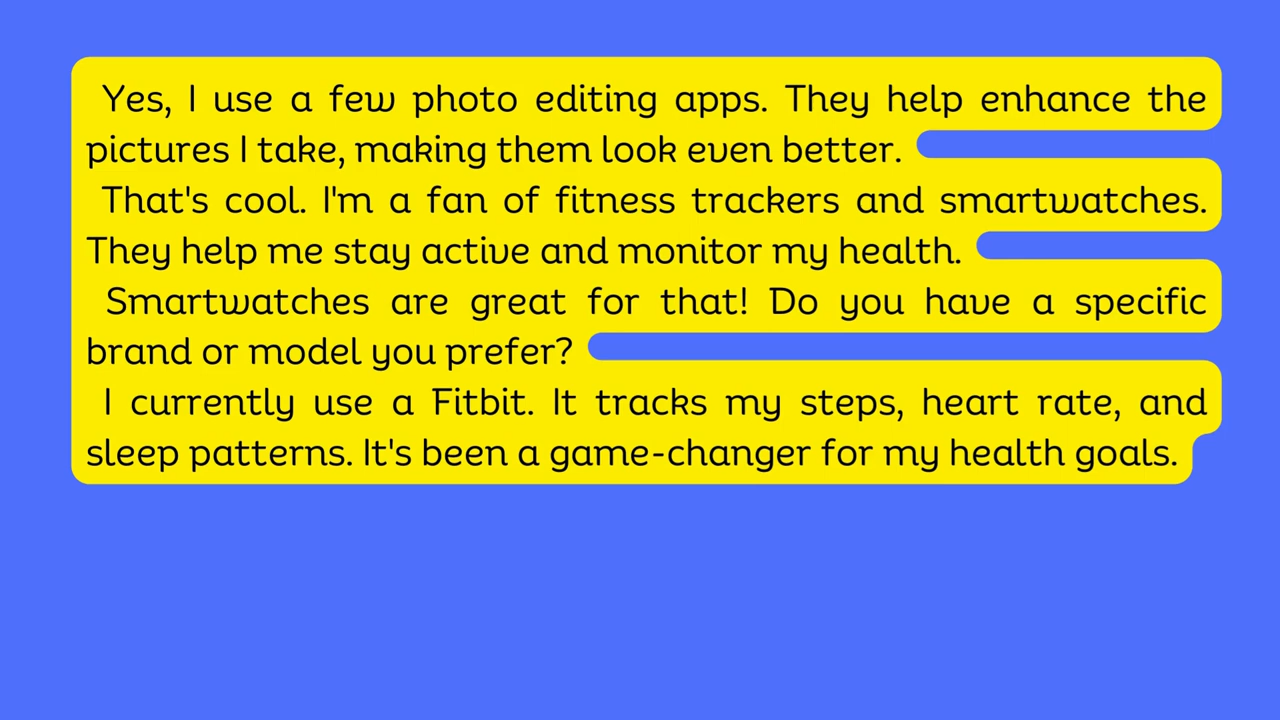 Yes, I use a few photo editing apps. They help enhance the
pictures I take, making them look even better.
That's cool. I'm a fan of fitness trackers and smartwatches.
They help me stay active and monitor my health.
Smartwatches are great for that! Do you have a specific
brand or model you prefer?
I currently use a Fitbit. It tracks my steps, heart rate, and
sleep patterns. It's been a game-changer for my health goals.